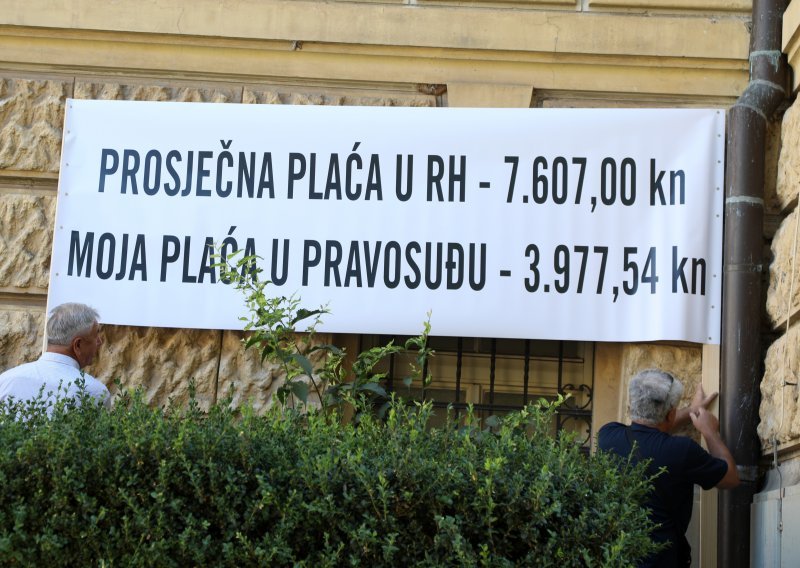 PROSJEČNA PLAĆA U RH - 7.607,00 kn
MOJA PLAĆA U PRAVOSUĐU - 3.977,54 kn